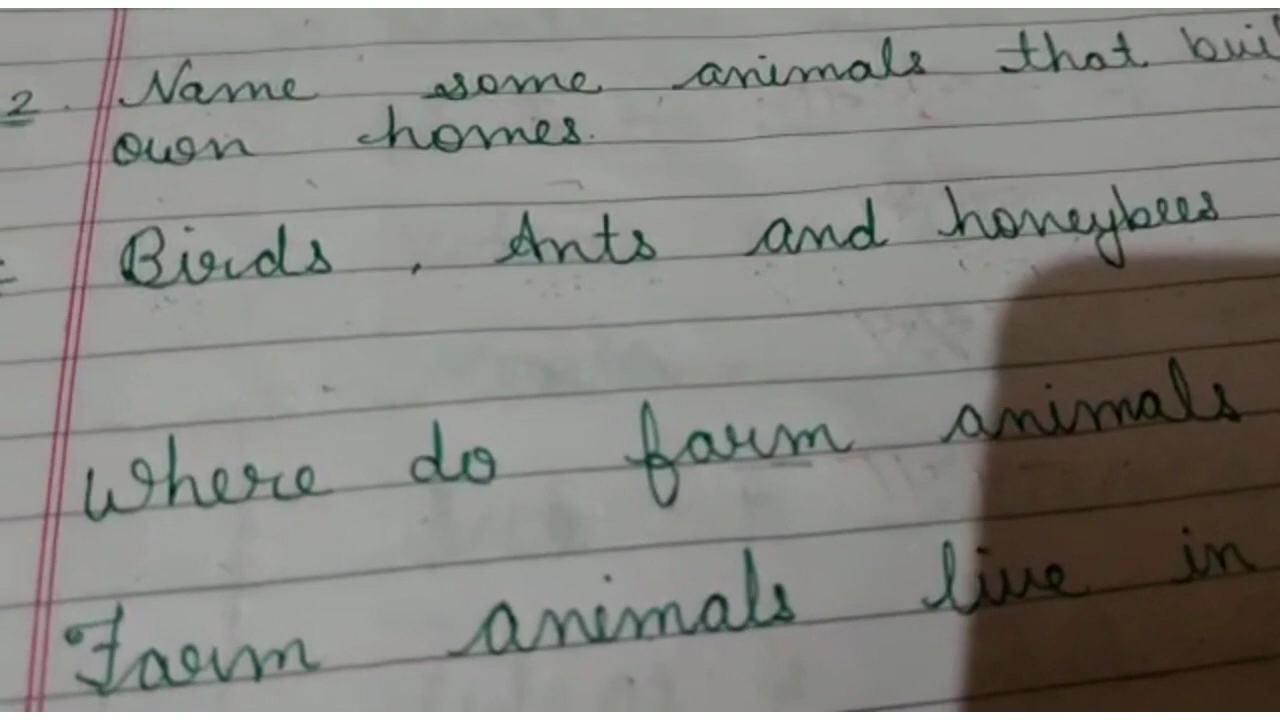 2. Name some animals that buil
own homes.
Birds, Ants and honeybees
Where do farm animals
Farm animals live in